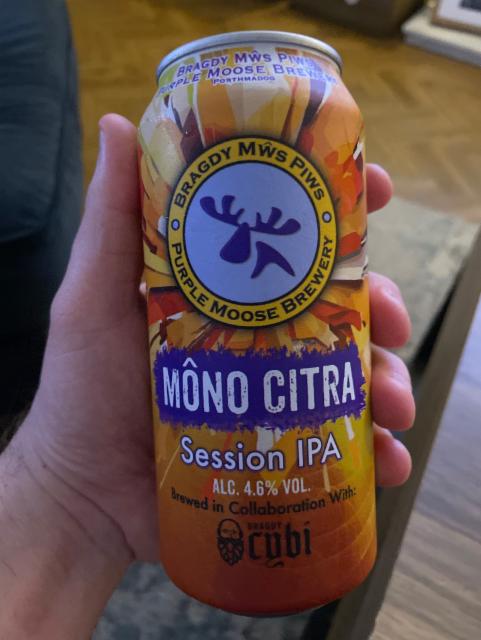 BRAGDY MŴS PIWS
PURPLE MOOSE BREWERY
PORTHMADOG
BRAGDY MŴS PIWS
PURPLE MOOSE BREWERY
MÔNO CITRA
Session IPA
ALC. 4.6% VOL.
Brewed in Collaboration With:
BRAGDY
cybi